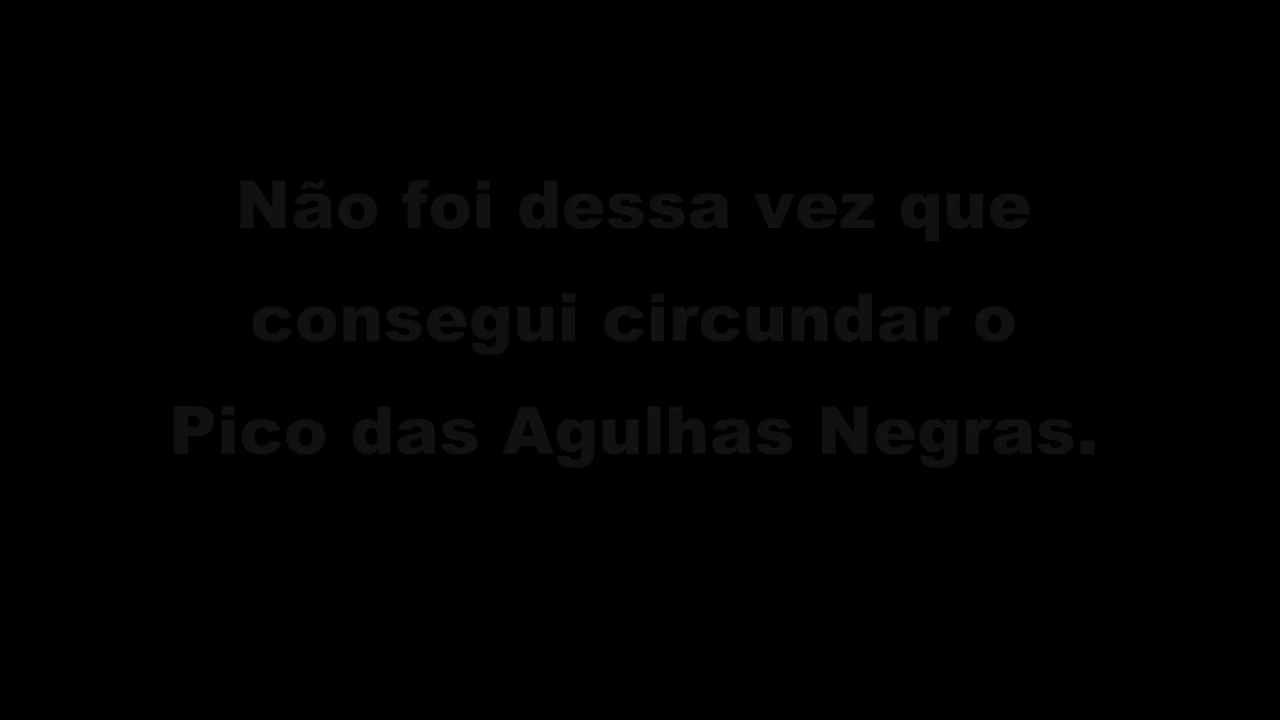 Não foi dessa vez que
consegui circundar o
Pico das Agulhas Negras.